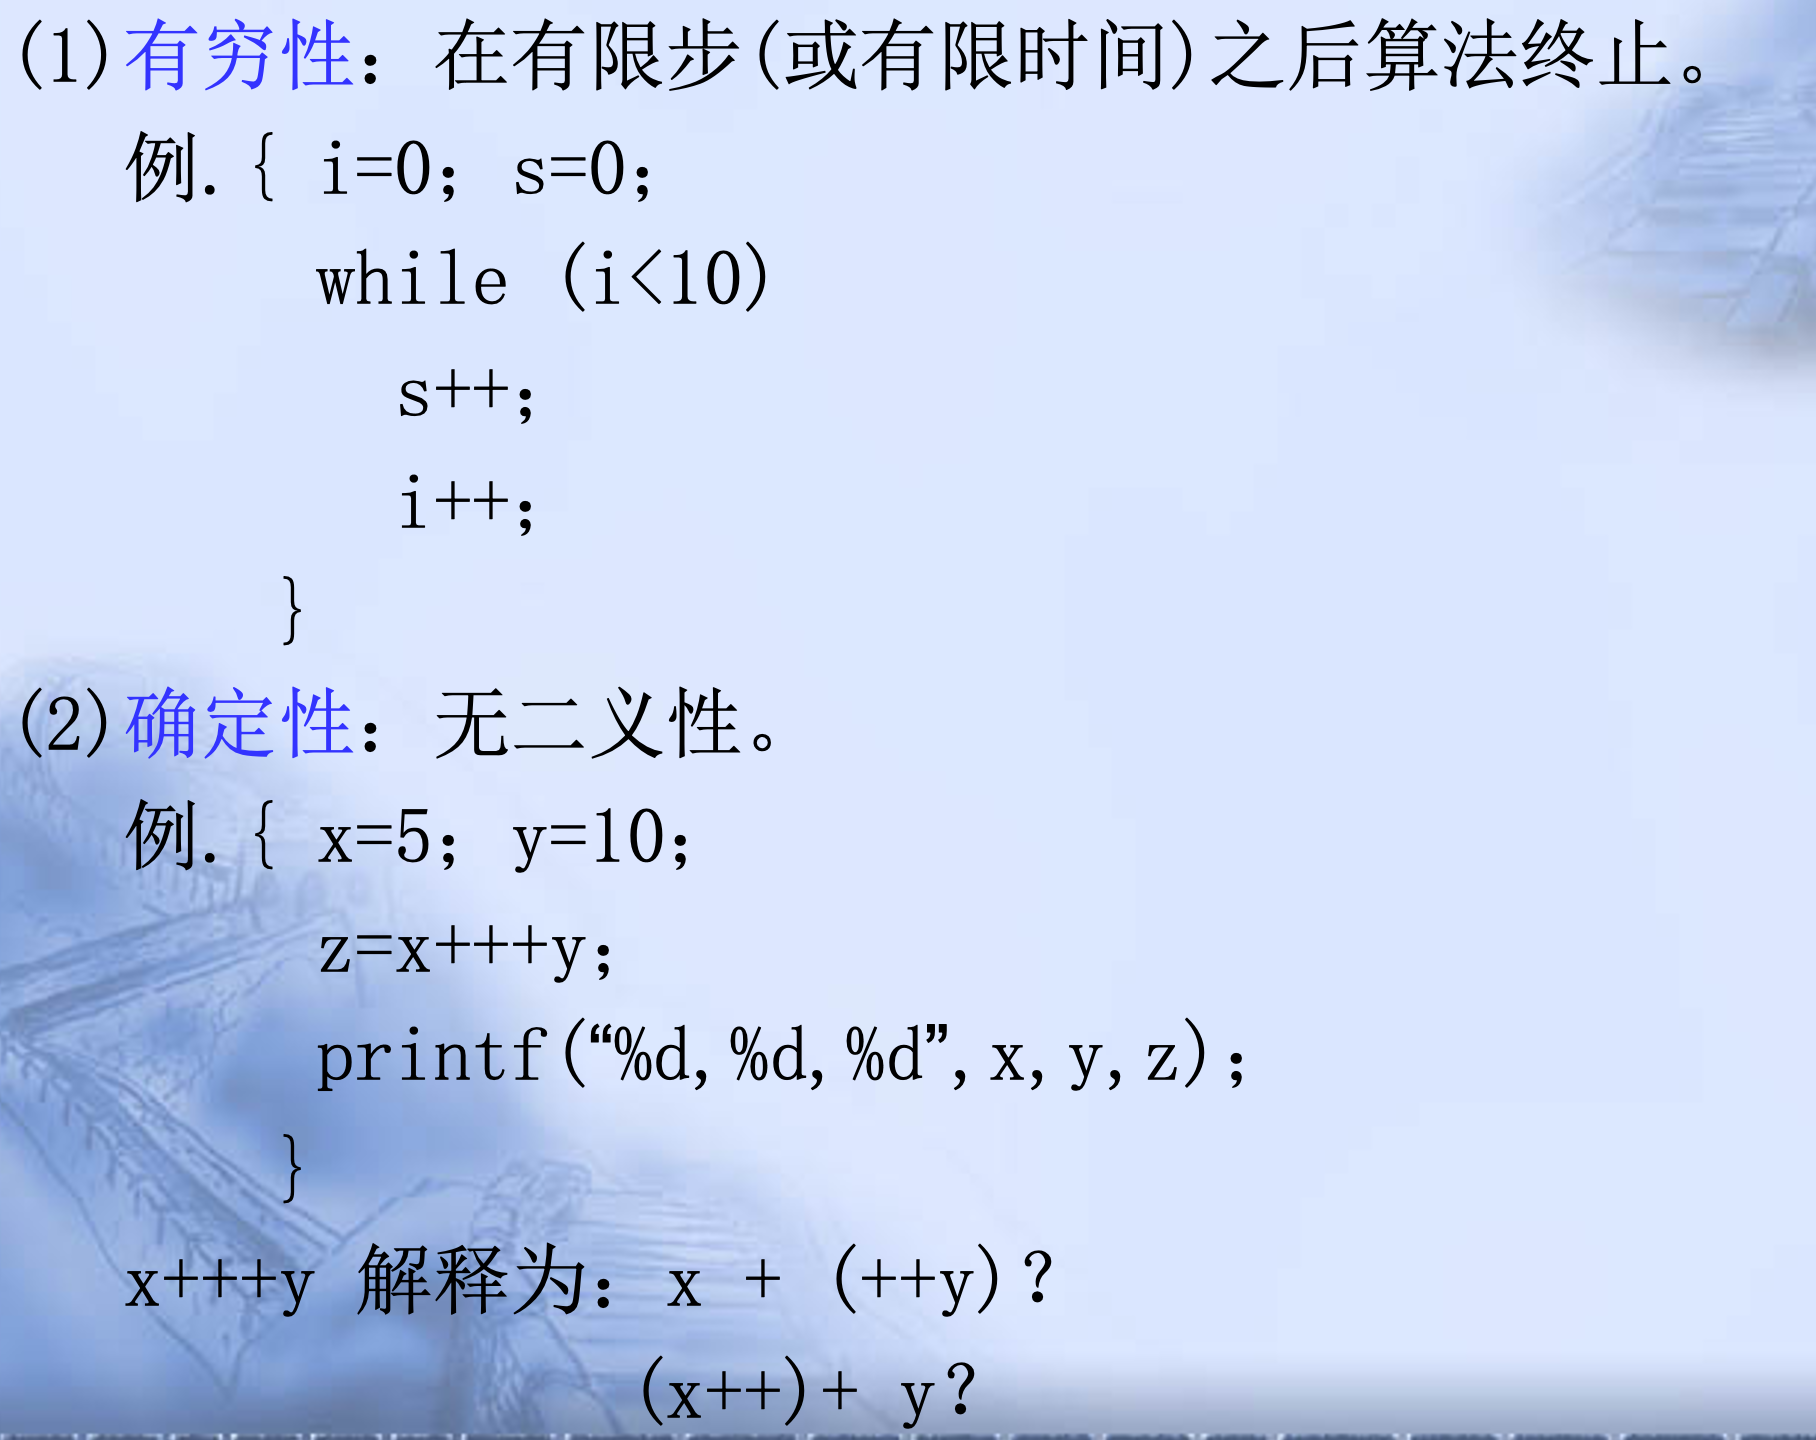 (1)有穷性：在有限步(或有限时间)之后算法终止。
例.{ i=0；s=0；
while (i<10)
s++；
i++；
}
(2)确定性：无二义性。
例.{ x=5；y=10；
z=x+++y；
printf(“%d,%d,%d”,x,y,z)；
}
x+++y 解释为：x + (++y)？
(x++)+ y？